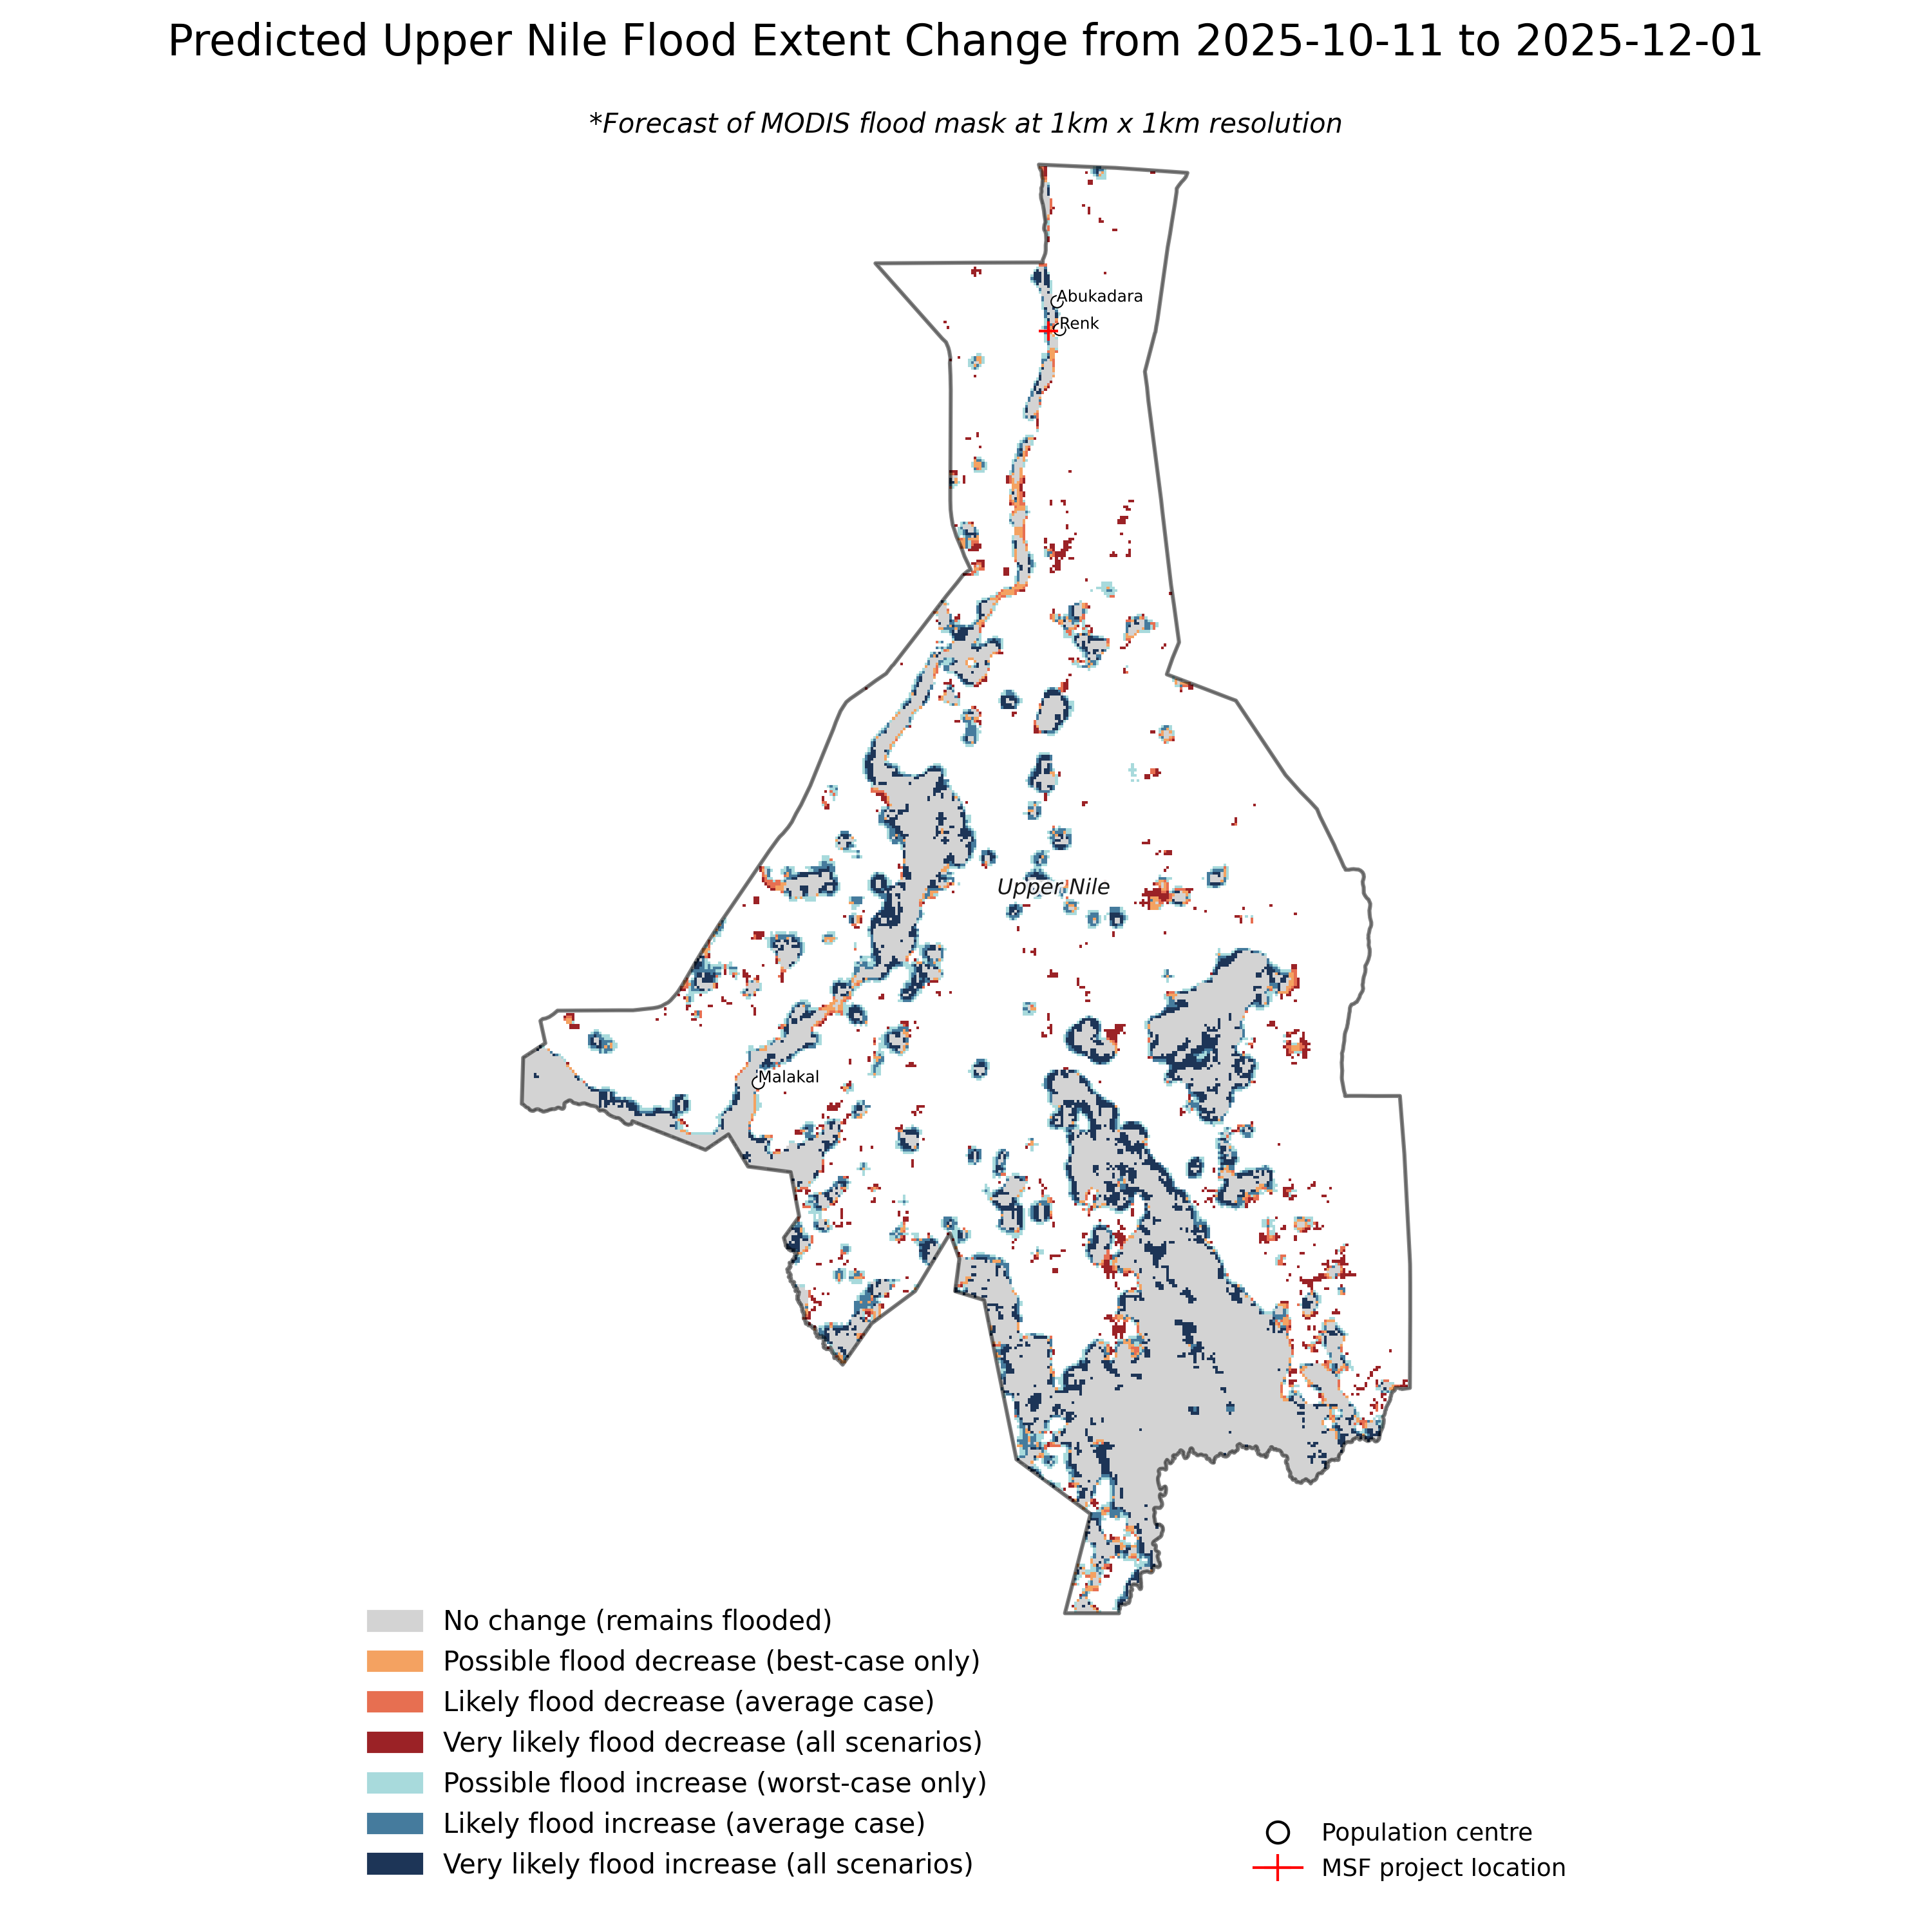 Predicted Upper Nile Flood Extent Change from 2025-10-11 to 2025-12-01
*Forecast of MODIS flood mask at 1km x 1km resolution
Abukadara
Renk
Upper Nile
Malakal
No change (remains flooded)
Possible flood decrease (best-case only)
Likely flood decrease (average case)
Very likely flood decrease (all scenarios)
Possible flood increase (worst-case only)
Likely flood increase (average case)
Very likely flood increase (all scenarios)
Population centre
MSF project location